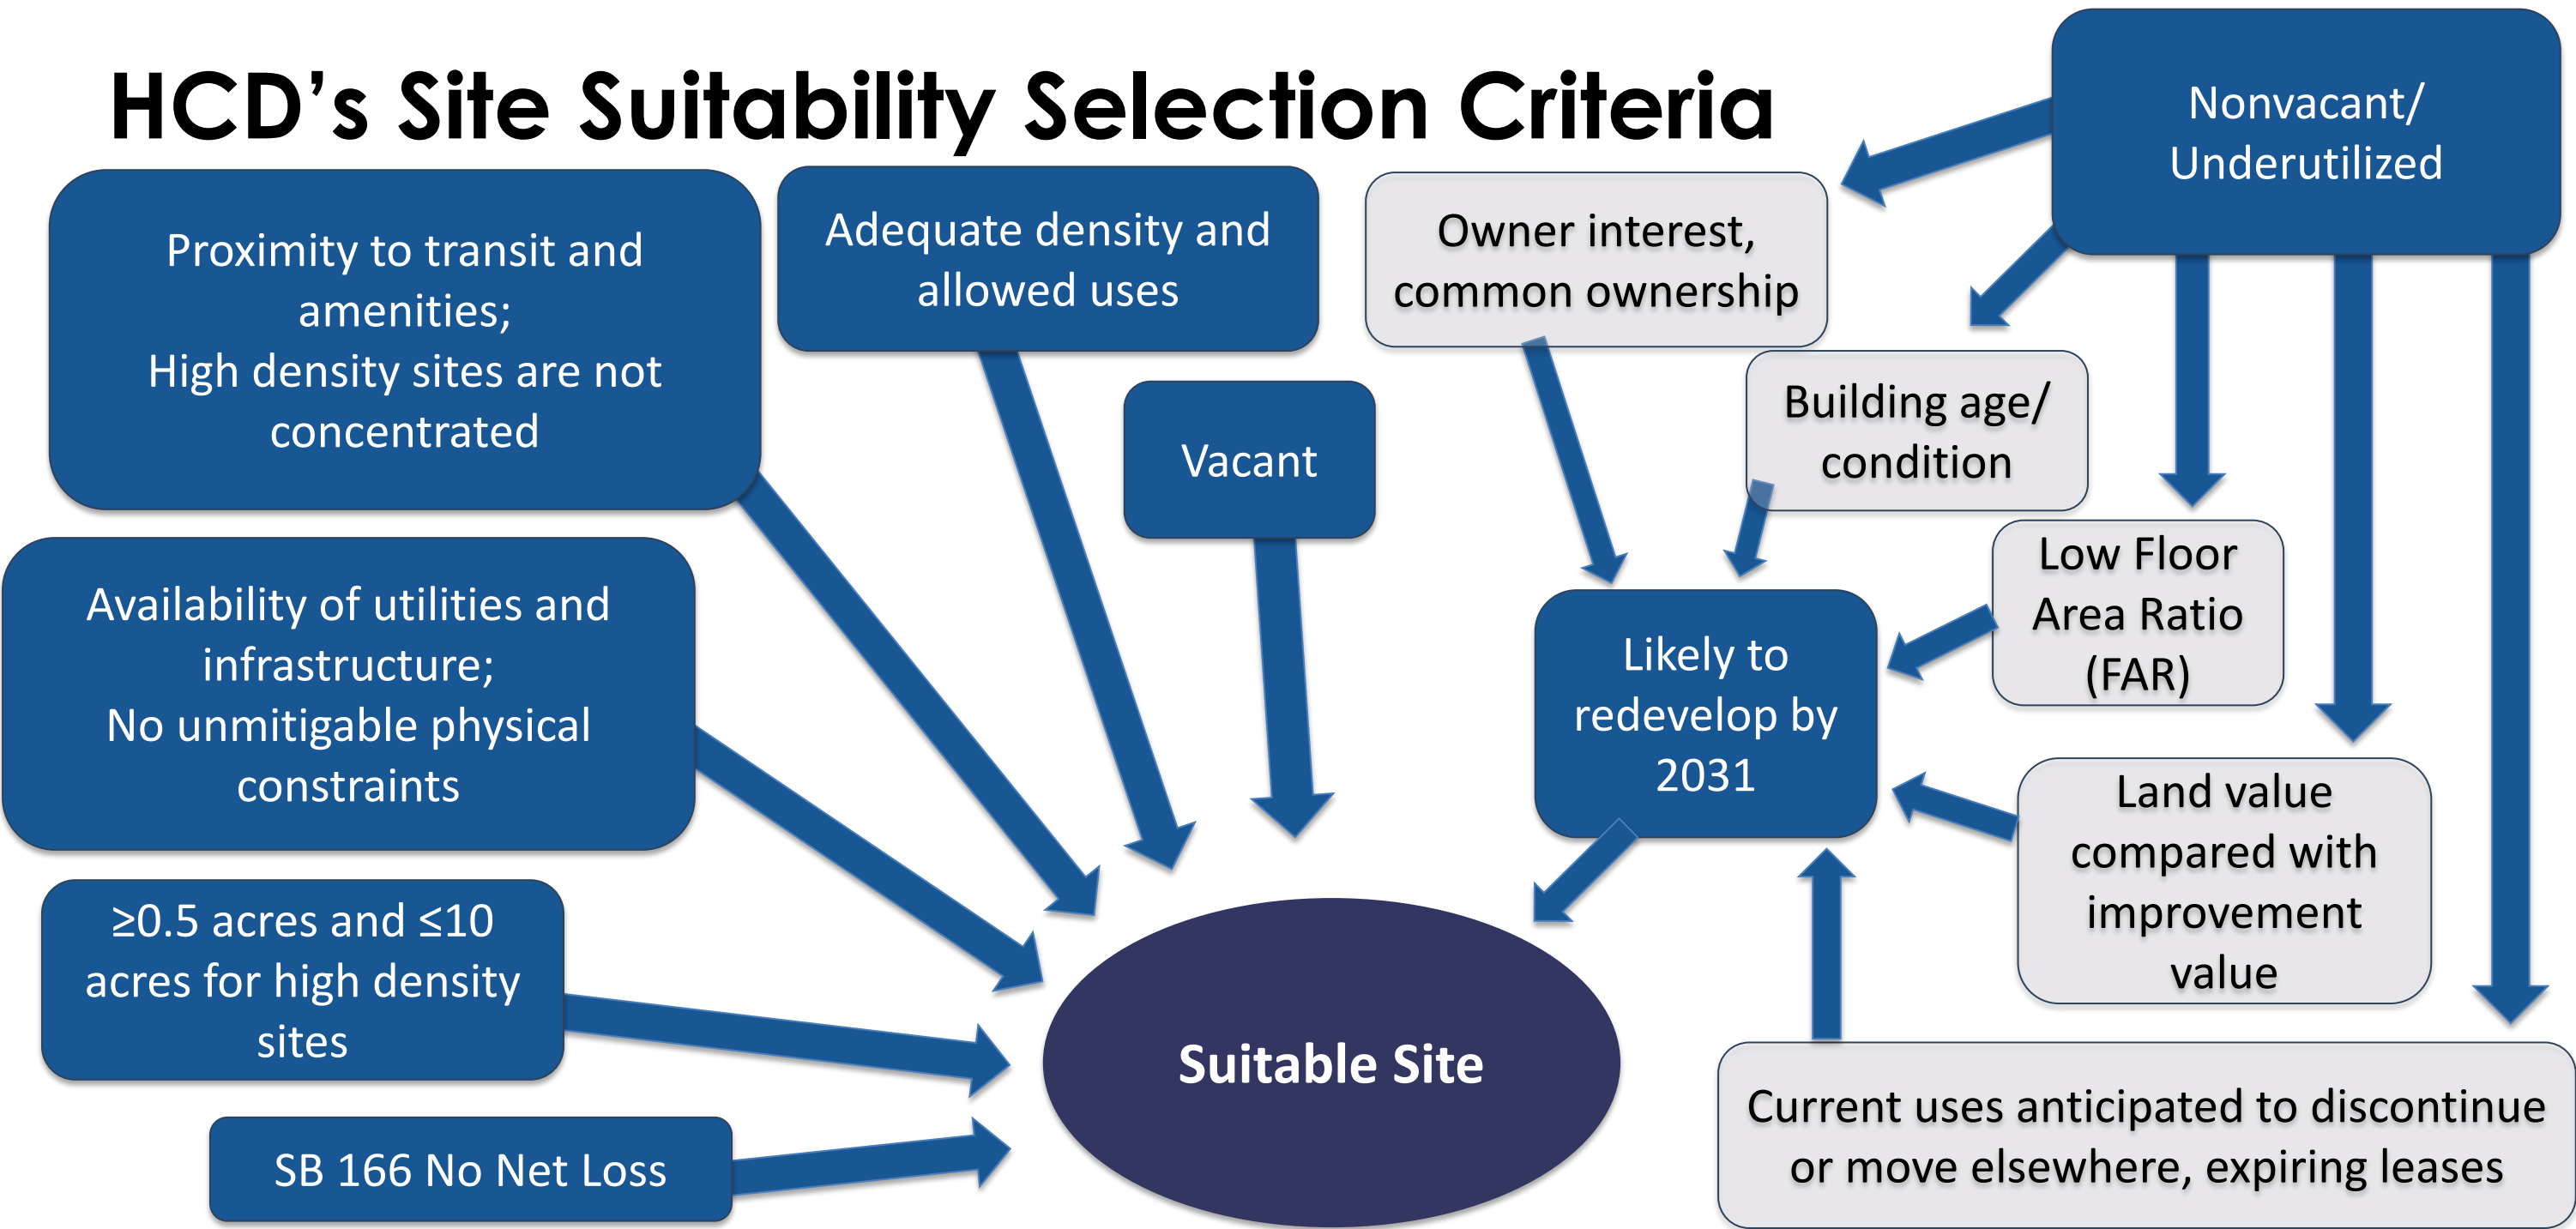 HCD’s Site Suitability Selection Criteria
Nonvacant/
Underutilized
Proximity to transit and
amenities;
High density sites are not
concentrated
Adequate density and
allowed uses
Owner interest,
common ownership
Vacant
Building age/
condition
Availability of utilities and
infrastructure;
No unmitigable physical
constraints
Low Floor
Area Ratio
(FAR)
Likely to
redevelop by
2031
Land value
compared with
improvement
value
≥0.5 acres and ≤10
acres for high density
sites
Suitable Site
Current uses anticipated to discontinue
or move elsewhere, expiring leases
SB 166 No Net Loss